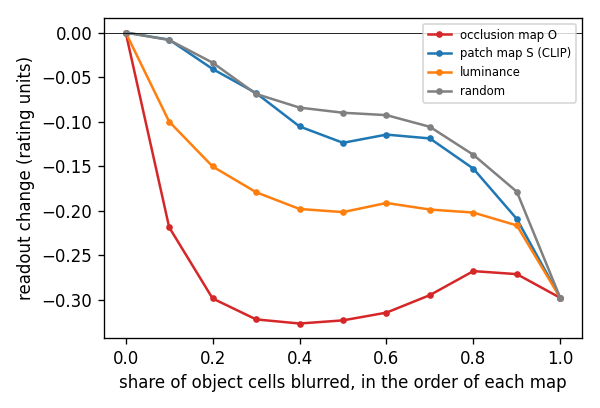 readout change (rating units)
0.00
−0.05
−0.10
−0.15
−0.20
−0.25
−0.30
occlusion map O
patch map S (CLIP)
luminance
random
0.0 0.2 0.4 0.6 0.8 1.0
share of object cells blurred, in the order of each map